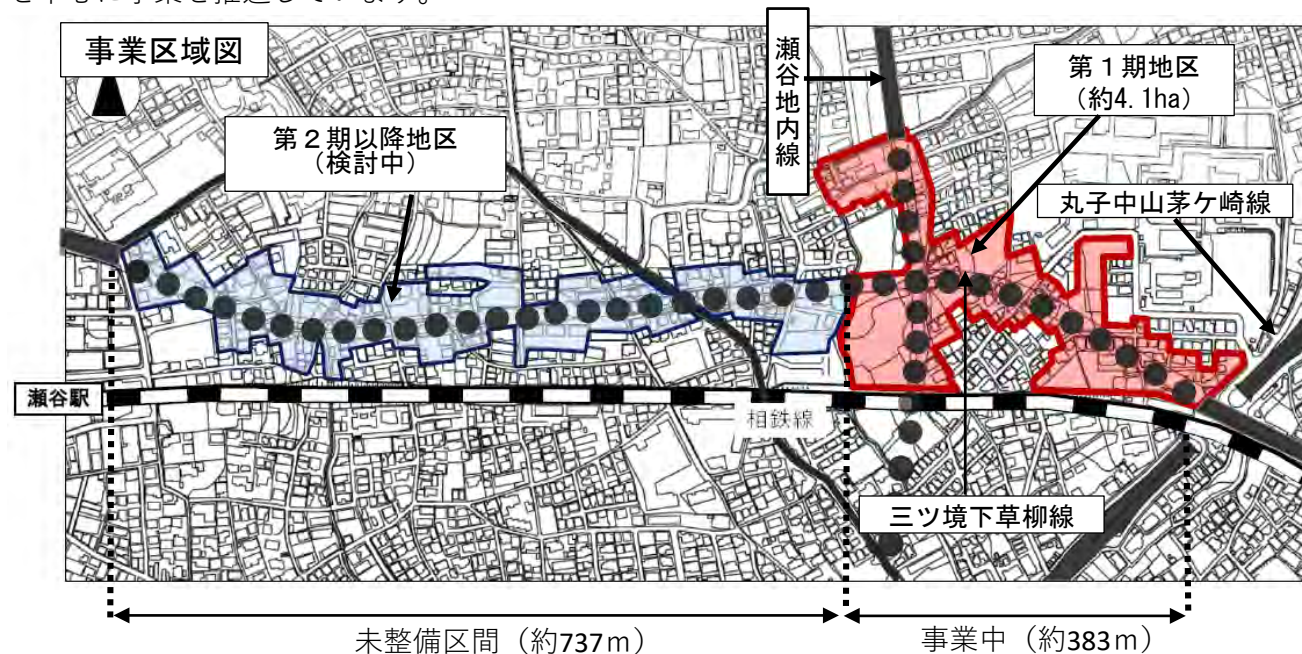 を中心に事業を推進しています。
事業区域図
瀬谷地内線
第1期地区
(約4.1ha)
第2期以降地区
(検討中)
丸子中山茅ケ崎線
瀬谷駅
相鉄線
三ツ境下草柳線
未整備区間(約737m)
事業中(約383m)